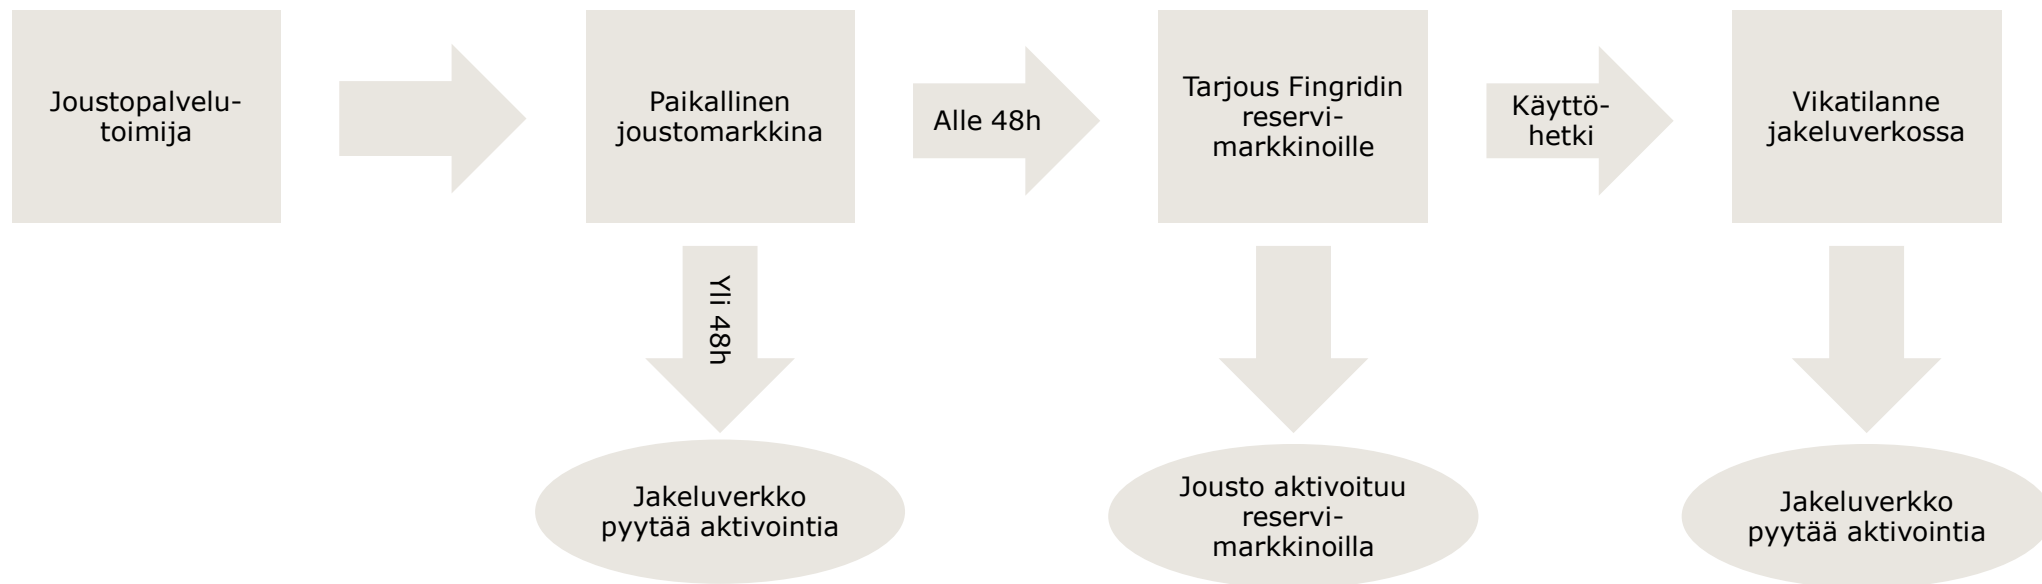 Joustopalvelu-
toimija
Paikallinen
joustomarkkina
Alle 48h
Tarjous Fingridin
reservi-
markkinoille
Käyttö-
hetki
Vikatilanne
jakeluverkossa
Yli 48h
Jakeluverkko
pyytää aktivointia
Jousto aktivoituu
reservi-
markkinoilla
Jakeluverkko
pyytää aktivointia